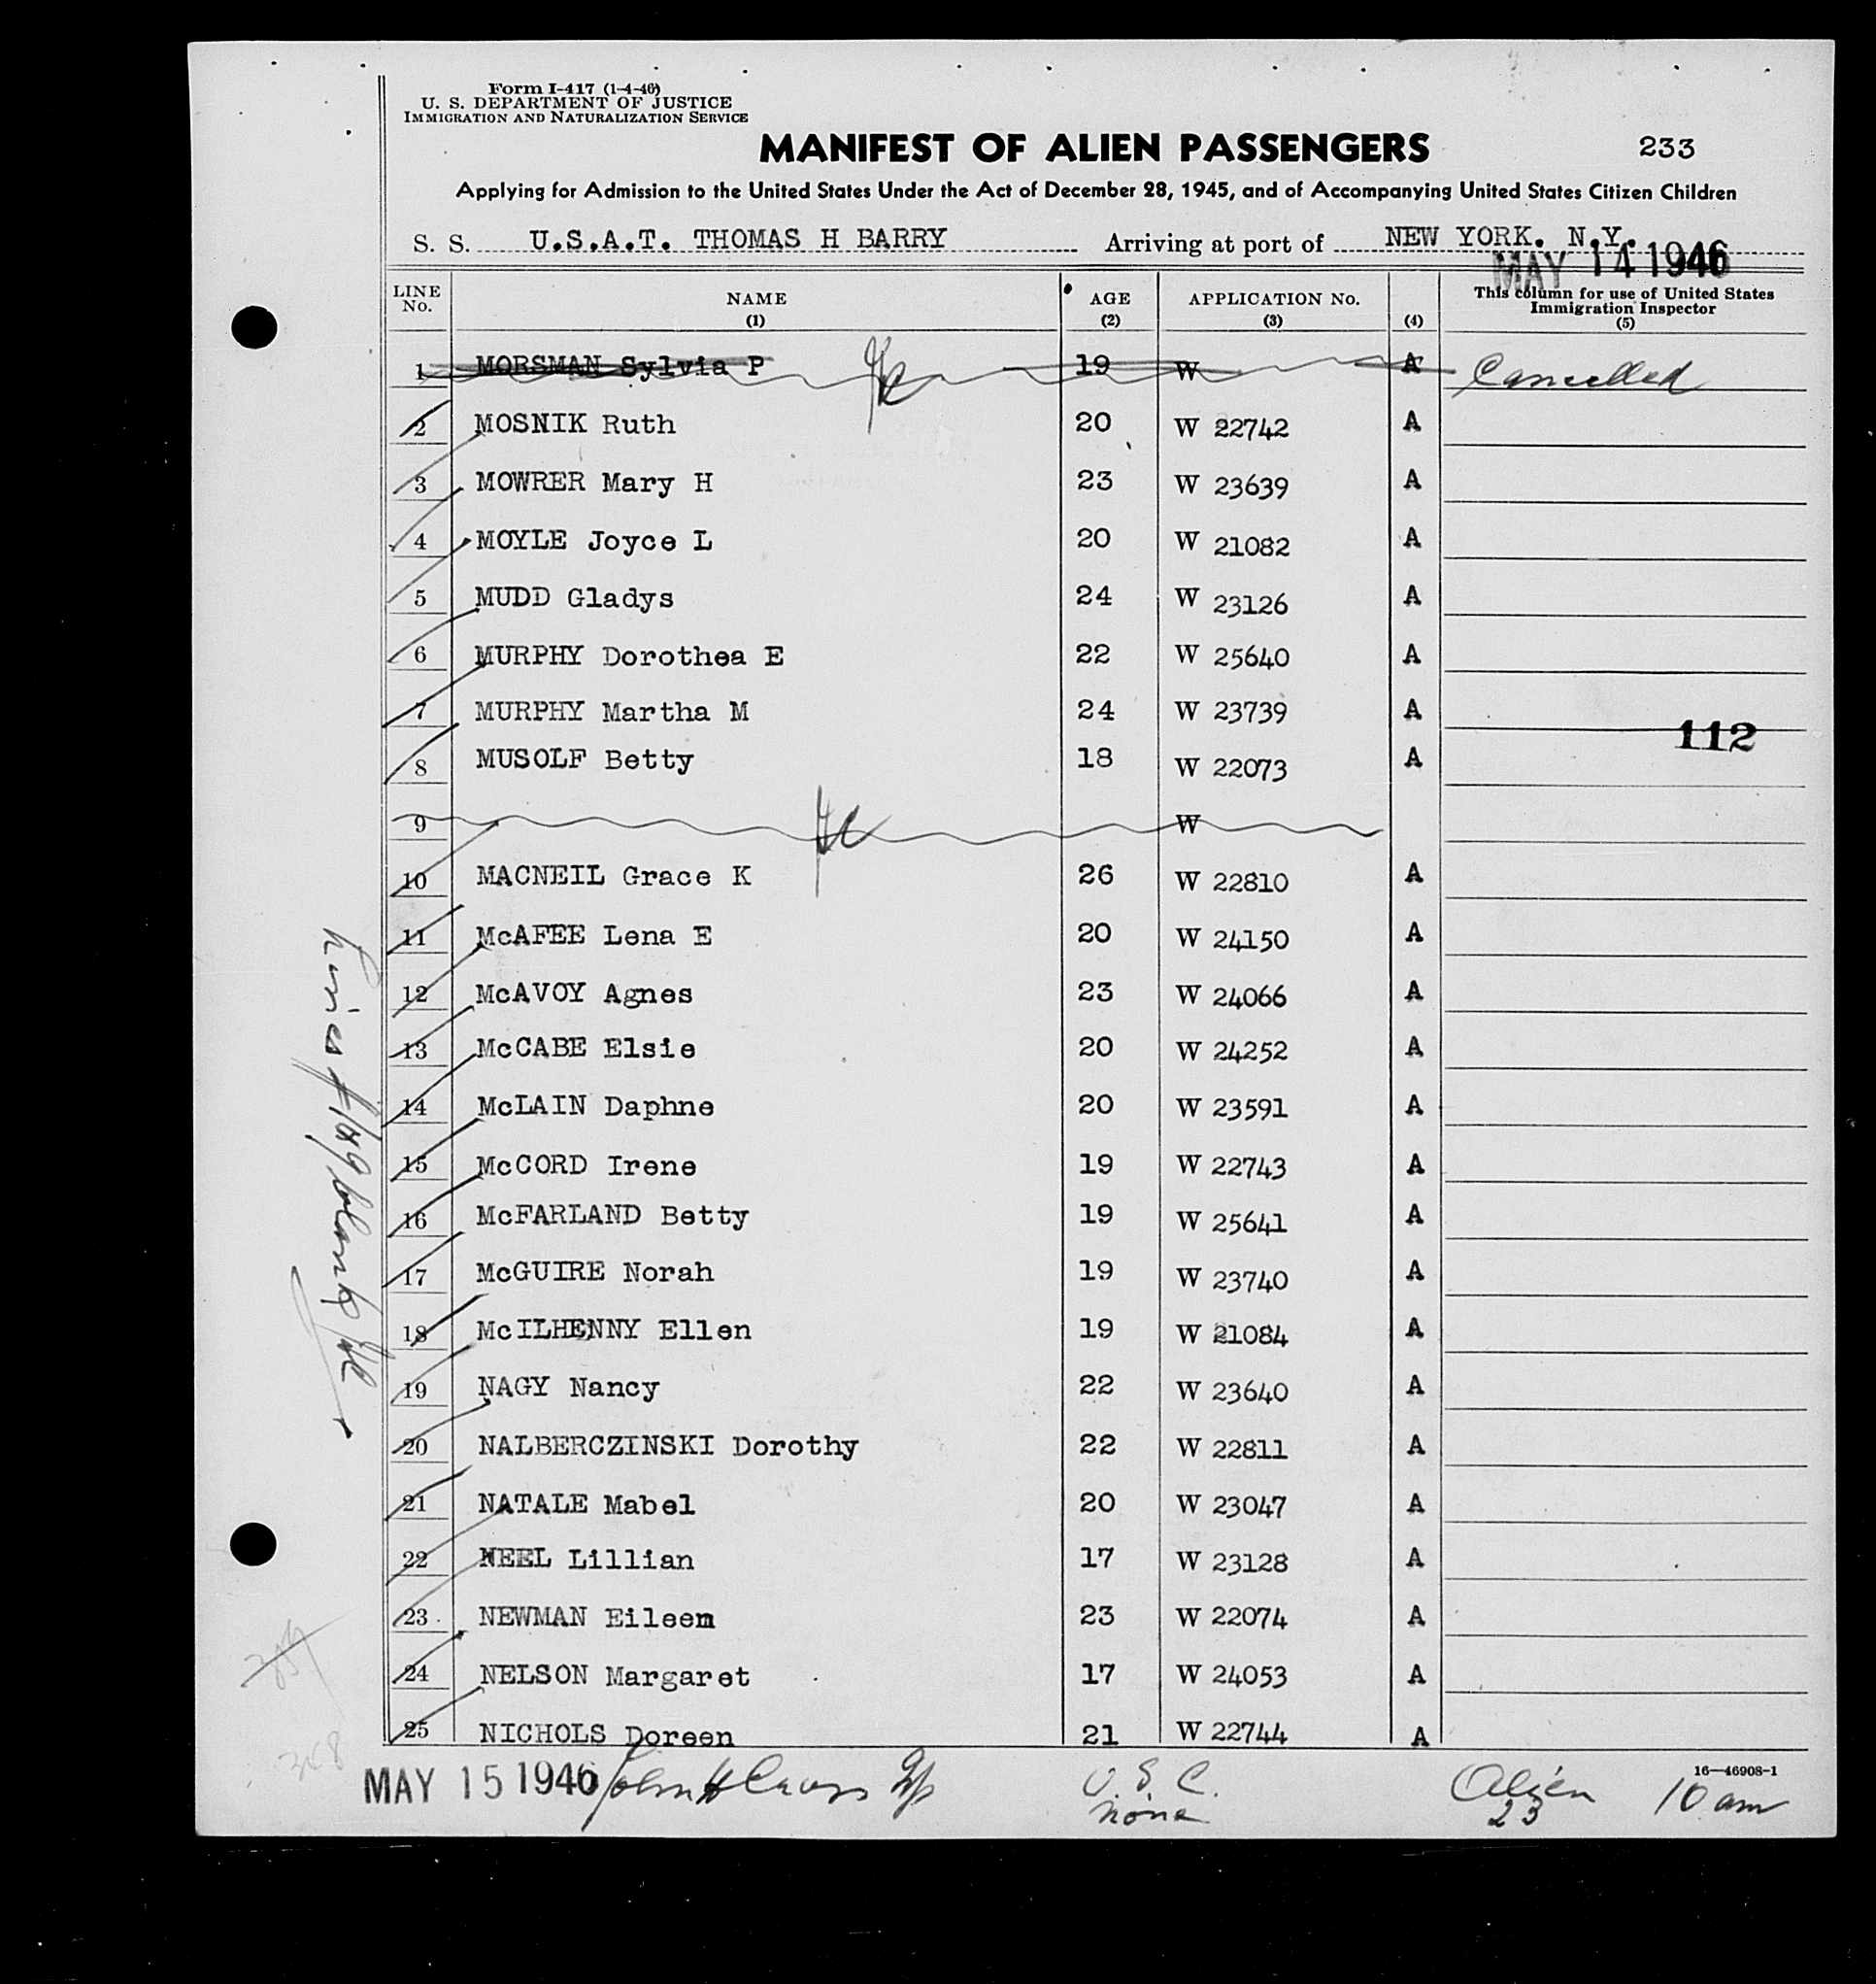 Form I-417 (1-4-46)
U. S. DEPARTMENT OF JUSTICE
IMMIGRATION AND NATURALIZATION SERVICE
MANIFEST OF ALIEN PASSENGERS 233
Applying for Admission to the United States Under the Act of December 28, 1945, and of Accompanying United States Citizen Children
S. S. U.S.A.T. THOMAS H BARRY Arriving at port of NEW YORK. N.Y.
MAY 14 1946
LINE No. NAME (1) AGE (2) APPLICATION No. (3) (4) This column for use of United States Immigration Inspector (5)
1 MORSMAN Sylvia P 19 W A Cancelled
2 MOSNIK Ruth 20 W 22742 A
3 MOWRER Mary H 23 W 23639 A
4 MOYLE Joyce L 20 W 21082 A
5 MUDD Gladys 24 W 23126 A
6 MURPHY Dorothea E 22 W 25640 A
7 MURPHY Martha M 24 W 23739 A
112
8 MUSOLF Betty 18 W 22073 A
9 W
10 MACNEIL Grace K 26 W 22810 A
11 McAFEE Lena E 20 W 24150 A
12 McAVOY Agnes 23 W 24066 A
13 McCABE Elsie 20 W 24252 A
14 McLAIN Daphne 20 W 23591 A
15 McCORD Irene 19 W 22743 A
16 McFARLAND Betty 19 W 25641 A
17 McGUIRE Norah 19 W 23740 A
18 McILHENNY Ellen 19 W 21084 A
19 NAGY Nancy 22 W 23640 A
20 NALBERCZINSKI Dorothy 22 W 22811 A
21 NATALE Mabel 20 W 23047 A
22 NEEL Lillian 17 W 23128 A
23 NEWMAN Eileen 23 W 22074 A
24 NELSON Margaret 17 W 24053 A
25 NICHOLS Doreen 21 W 22744 A
16—46908-1
MAY 15 1946 John H U. S. C. Alien 10 am
none 23
Lines 1 & 9 blank